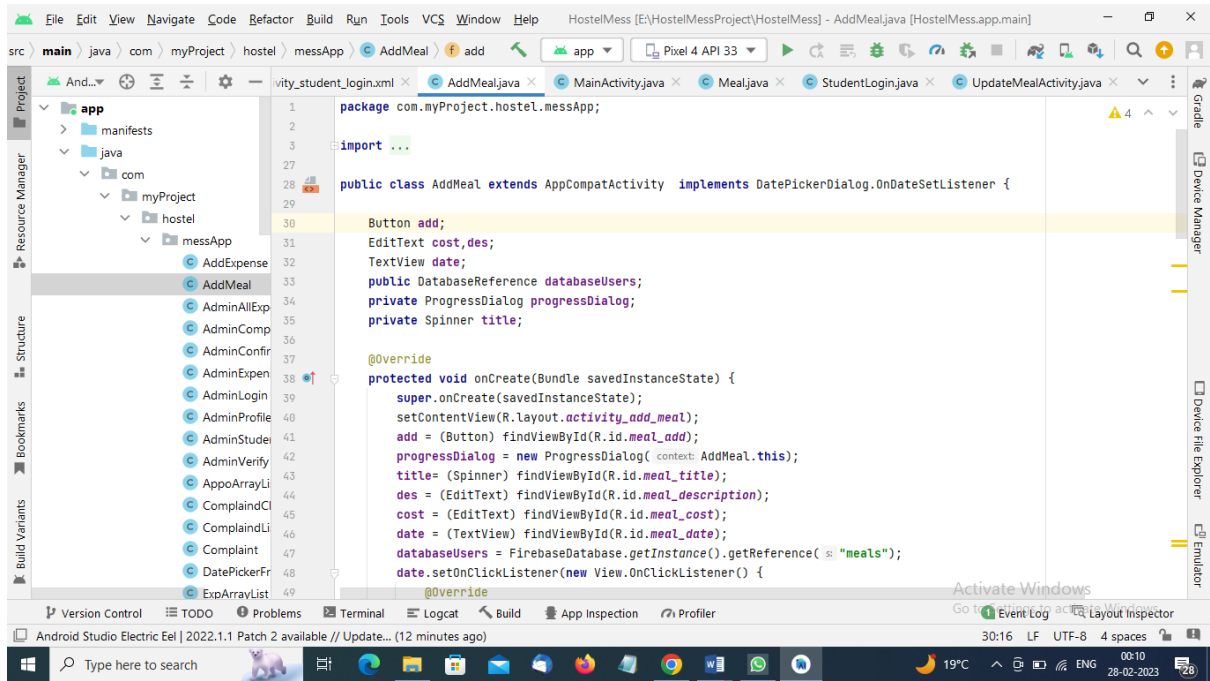 File Edit View Navigate Code Refactor Build Run Tools VCS Window Help HostelMess [E:\HostelMessProject\HostelMess] - AddMeal.java [HostelMess.app.main]
src main java com myProject hostel messApp C AddMeal f add app Pixel 4 API 33
And... ivity_student_login.xml C AddMeal.java C MainActivity.java C Meal.java C StudentLogin.java C UpdateMealActivity.java
Project
Resource Manager
Structure
Bookmarks
Build Variants
app
manifests
java
com
myProject
hostel
messApp
C AddExpense
C AddMeal
C AdminAllExp
C AdminComp
C AdminConfir
C AdminExpen
C AdminLogin
C AdminProfile
C AdminStuder
C AdminVerify
C AppoArrayLi
C ComplaindCl
C ComplaindLi
C Complaint
C DatePickerFr
C ExpArrayList
1 package com.myProject.hostel.messApp;
2
3 import ...
27
28 public class AddMeal extends AppCompatActivity implements DatePickerDialog.OnDateSetListener {
29
30 Button add;
31 EditText cost,des;
32 TextView date;
33 public DatabaseReference databaseUsers;
34 private ProgressDialog progressDialog;
35 private Spinner title;
36
37 @Override
38 protected void onCreate(Bundle savedInstanceState) {
39 super.onCreate(savedInstanceState);
40 setContentView(R.layout.activity_add_meal);
41 add = (Button) findViewById(R.id.meal_add);
42 progressDialog = new ProgressDialog( context: AddMeal.this);
43 title= (Spinner) findViewById(R.id.meal_title);
44 des = (EditText) findViewById(R.id.meal_description);
45 cost = (EditText) findViewById(R.id.meal_cost);
46 date = (TextView) findViewById(R.id.meal_date);
47 databaseUsers = FirebaseDatabase.getInstance().getReference( s: "meals");
48 date.setOnClickListener(new View.OnClickListener() {
49 @Override
4
Gradle
Device Manager
Device File Explorer
Emulator
Activate Windows
Go to Settings to activate Windows.
Version Control TODO Problems Terminal Logcat Build App Inspection Profiler 1 Event Log Layout Inspector
Android Studio Electric Eel | 2022.1.1 Patch 2 available // Update... (12 minutes ago) 30:16 LF UTF-8 4 spaces
Type here to search 19°C ENG 00:10
28-02-2023 28